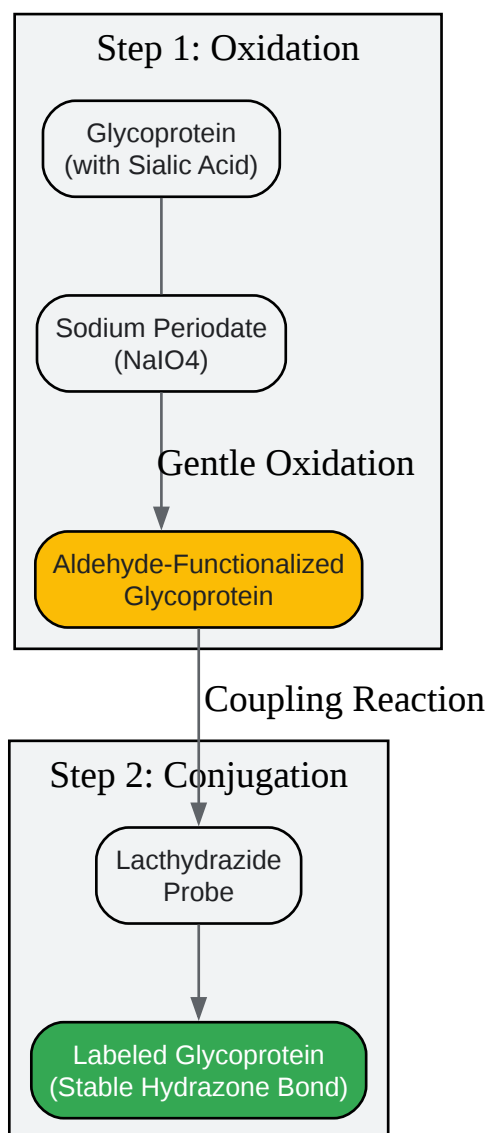 Step 1: Oxidation
Glycoprotein
(with Sialic Acid)
Sodium Periodate
(NaIO4)
Gentle Oxidation
Aldehyde-Functionalized
Glycoprotein
Coupling Reaction
Step 2: Conjugation
Lacthydrazide
Probe
Labeled Glycoprotein
(Stable Hydrazone Bond)